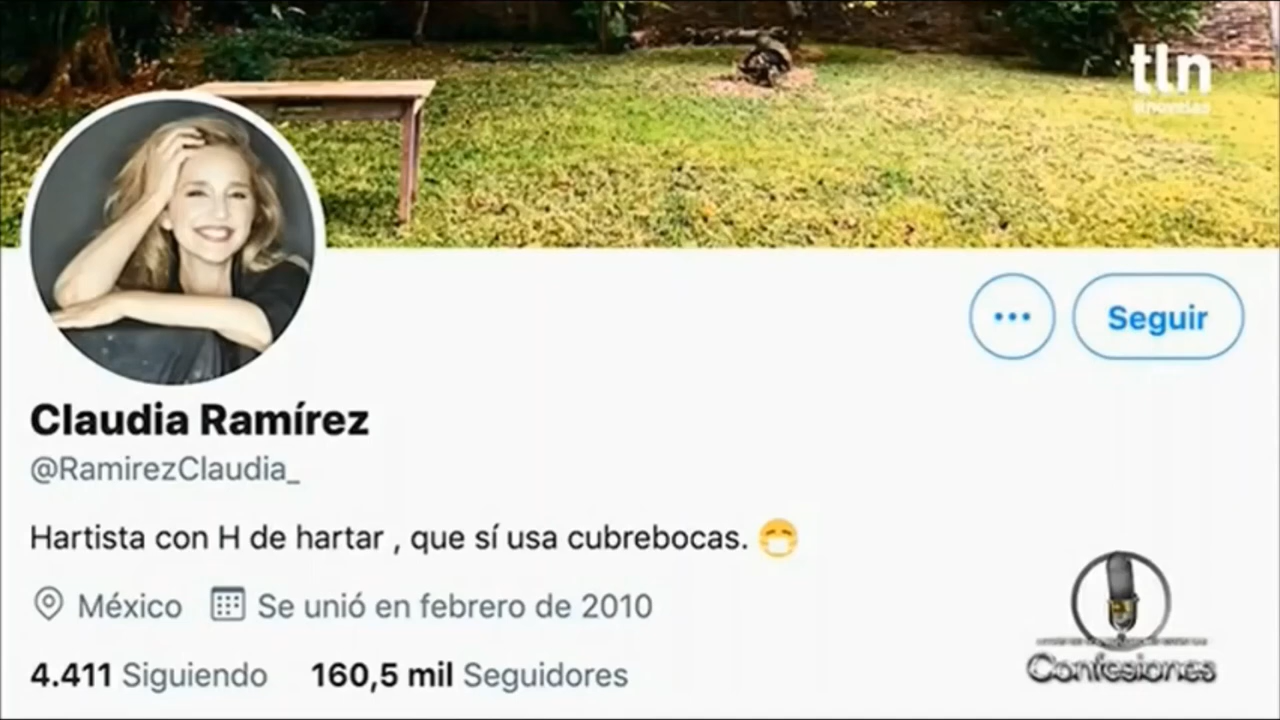 tln
Seguir
Claudia Ramírez
@RamirezClaudia_
Hartista con H de hartar , que sí usa cubrebocas.
México Se unió en febrero de 2010
4.411 Siguiendo 160,5 mil Seguidores
Confesiones